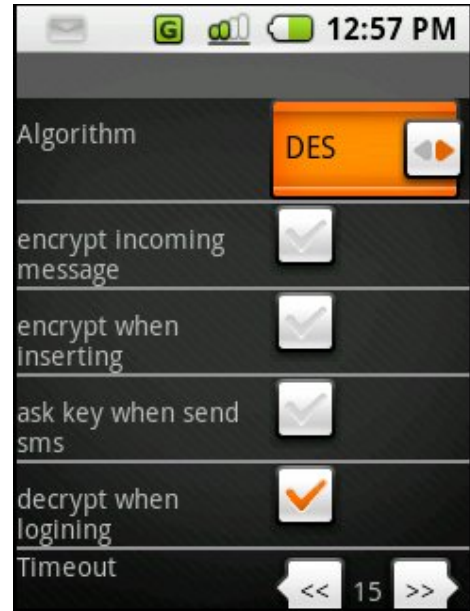 G 12:57 PM
Algorithm DES
encrypt incoming
message
encrypt when
inserting
ask key when send
sms
decrypt when
logining
Timeout << 15 >>